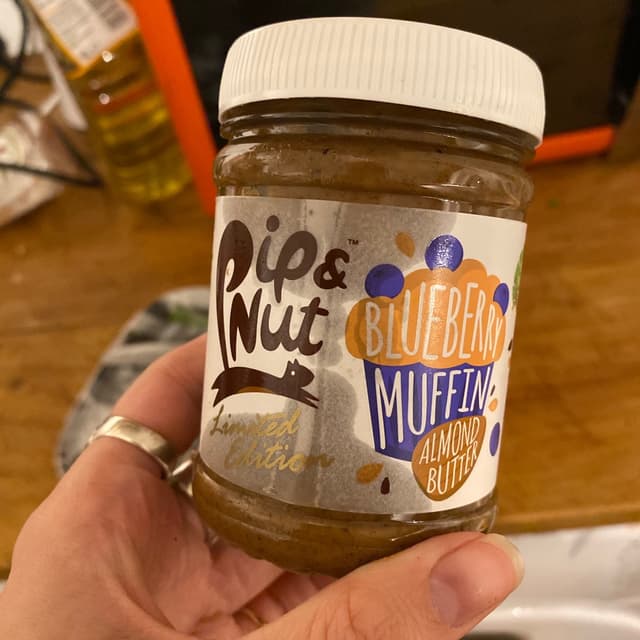 Pip &™
Nut
Limited
Edition
BLUEBERRY
MUFFIN
ALMOND
BUTTER